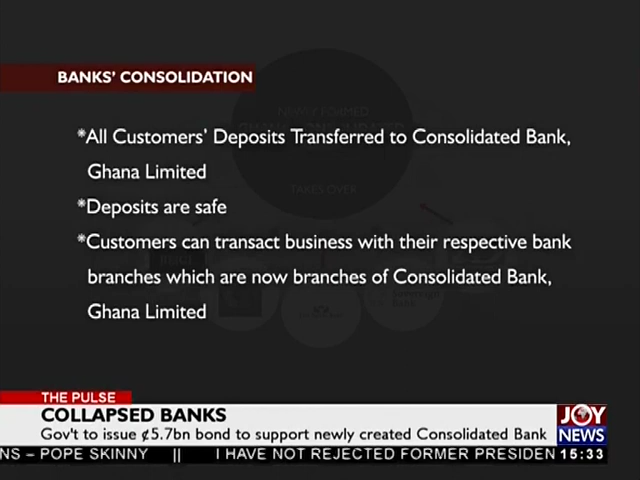 BANKS' CONSOLIDATION
*All Customers' Deposits Transferred to Consolidated Bank,
Ghana Limited
*Deposits are safe
*Customers can transact business with their respective bank
branches which are now branches of Consolidated Bank,
Ghana Limited
THE PULSE
COLLAPSED BANKS
Gov't to issue ¢5.7bn bond to support newly created Consolidated Bank
JOY
NEWS
NS – POPE SKINNY || I HAVE NOT REJECTED FORMER PRESIDEN 15:33